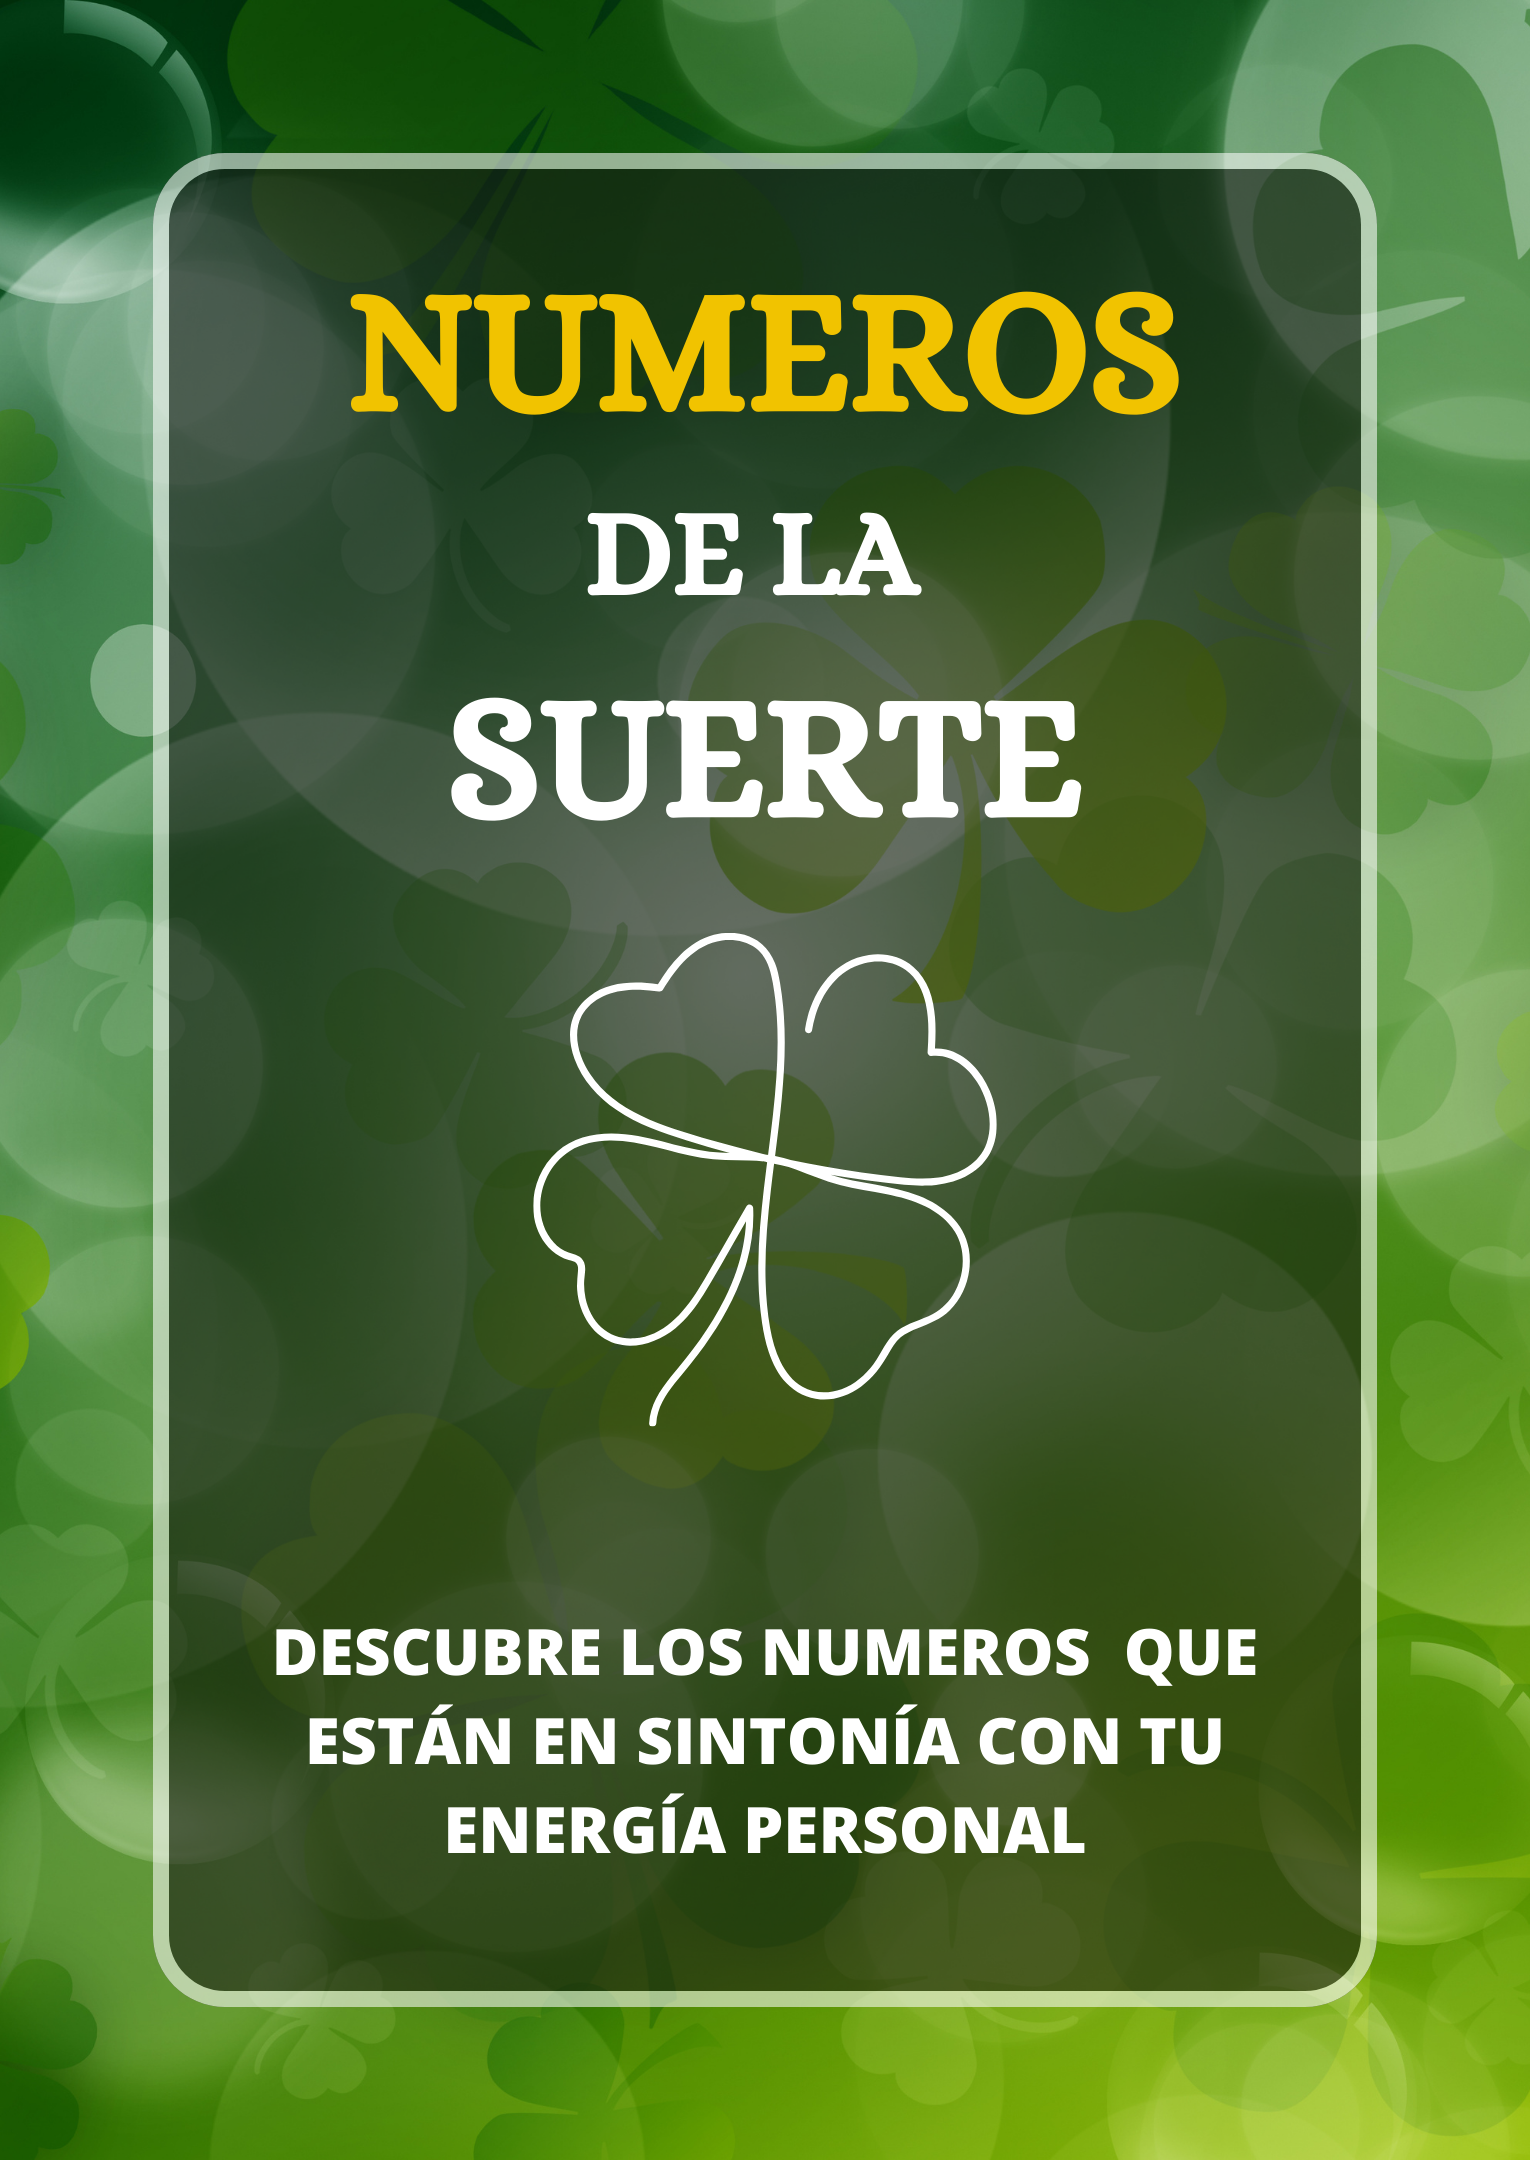 NUMEROS
DE LA
SUERTE
DESCUBRE LOS NUMEROS  QUE
ESTÁN EN SINTONÍA CON TU
ENERGÍA PERSONAL